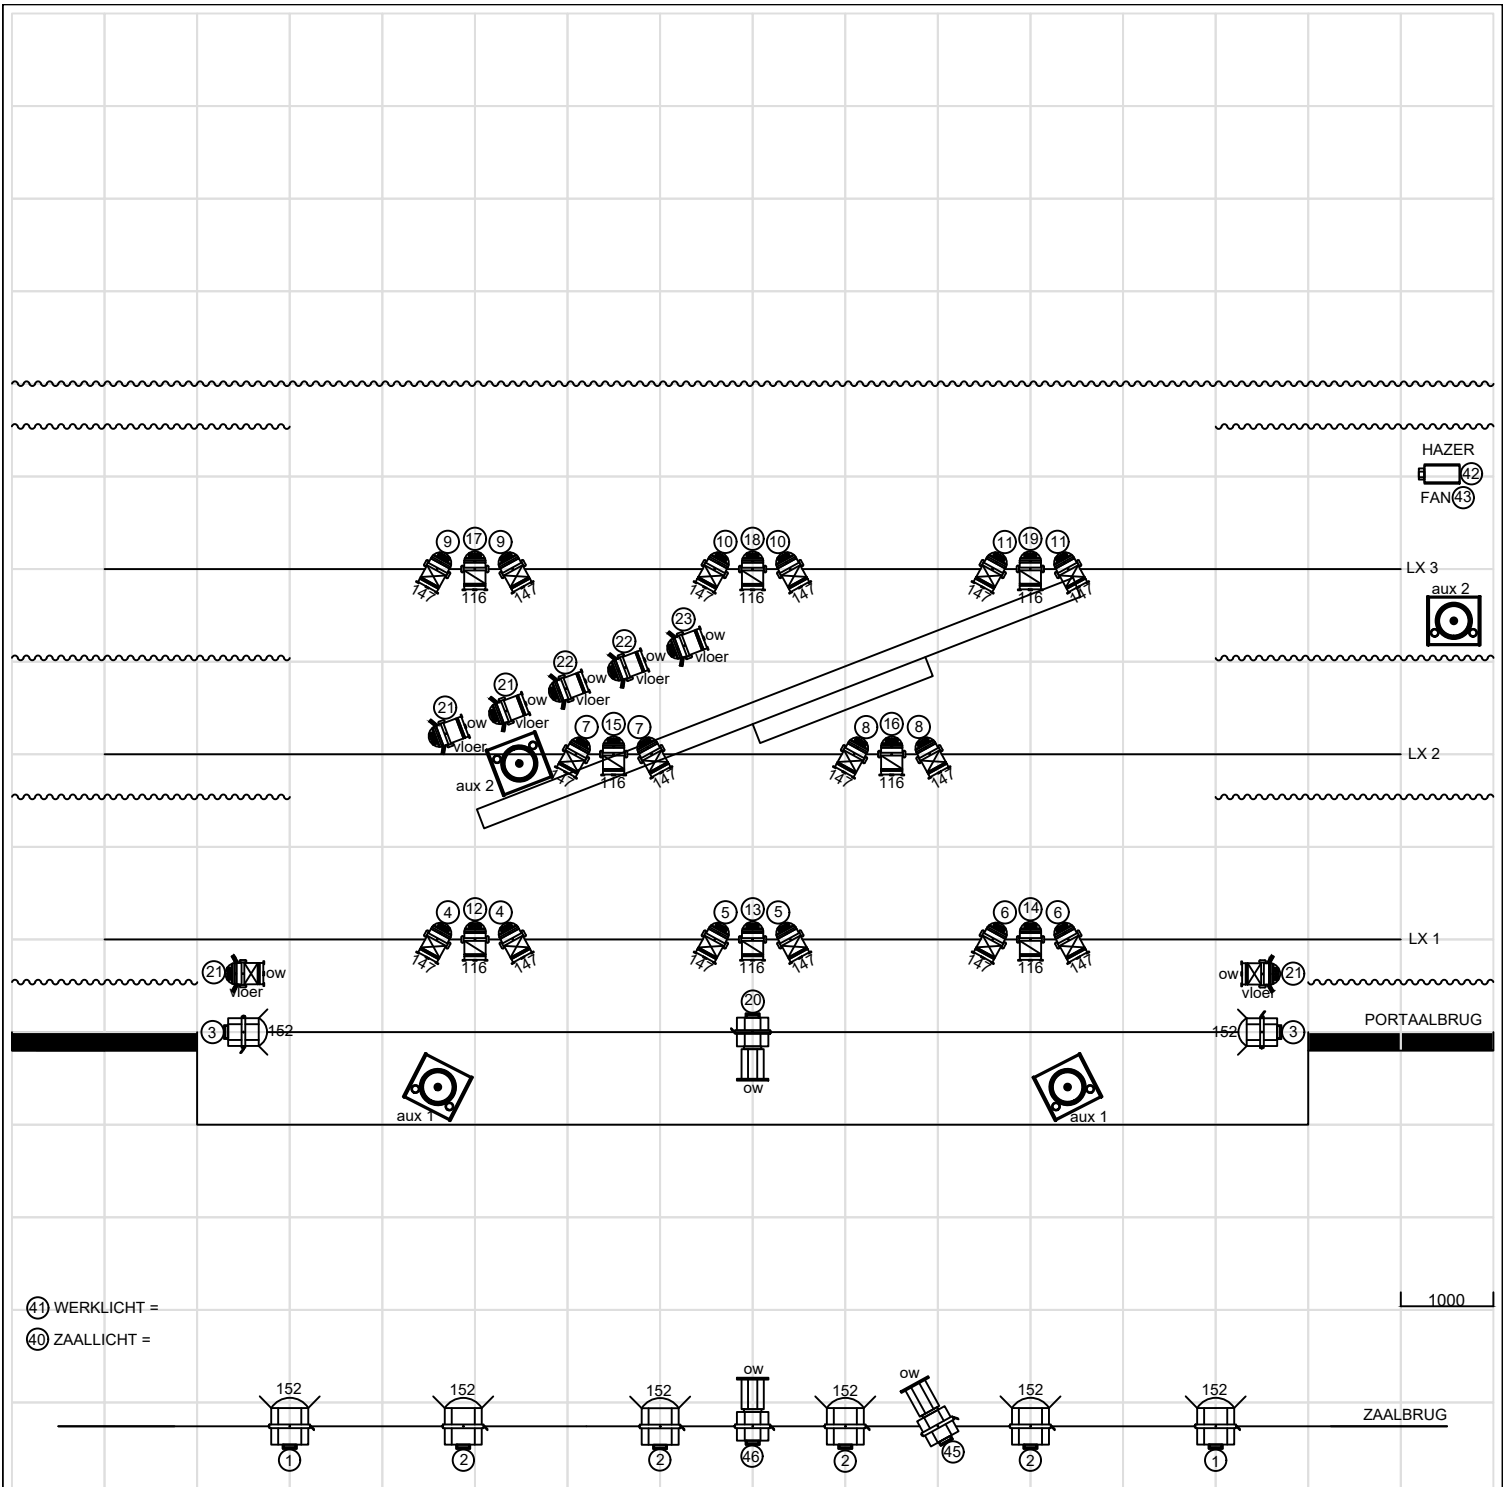 HAZER
42
FAN 43
9 17 9 10 18 10 11 19 11
LX 3
147 116 147 147 116 147 147 116 147
aux 2
23
ow
vloer
22
ow
vloer
22
ow
vloer
21
ow
vloer
21
ow
vloer
7 15 7 8 16 8
LX 2
147 116 147 147 116 147
aux 2
4 12 4 5 13 5 6 14 6
LX 1
147 116 147 147 116 147 147 116 147
21 ow
vloer
ow 21
vloer
20
PORTAALBRUG
3 152
152 3
ow
aux 1
aux 1
1000
41 WERKLICHT =
40 ZAALLICHT =
ow
ow
152 152 152 152 152 152
ZAALBRUG
1 2 2 46 2 45 2 1